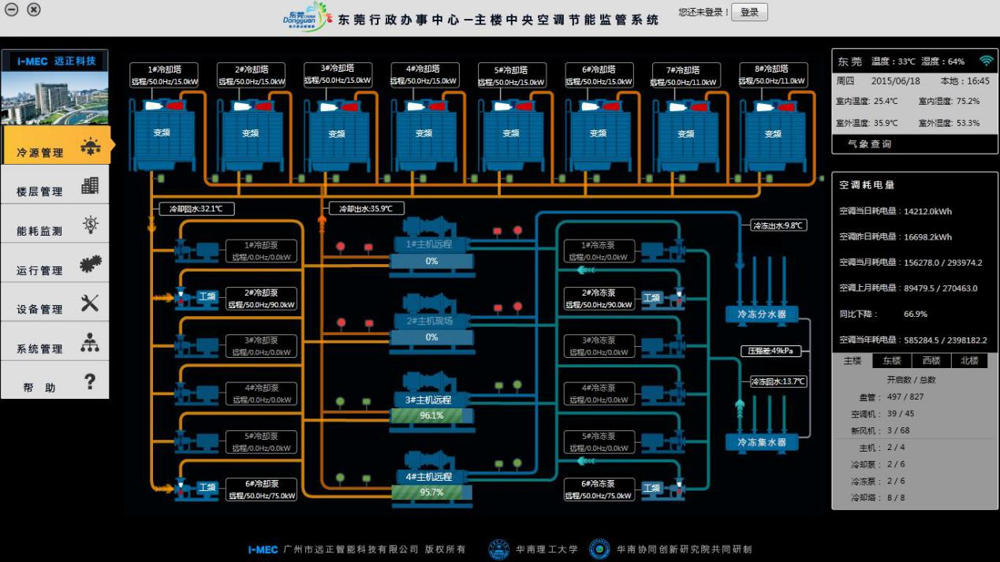 东莞CHINA
Dongguan
东莞行政办事中心—主楼中央空调节能监管系统
您还未登录！
登录
i-MEC 远正科技
冷源管理
楼层管理
能耗监测
运行管理
设备管理
系统管理
帮 助
?
1#冷却塔
远程/50.0Hz/15.0kW
2#冷却塔
远程/50.0Hz/15.0kW
3#冷却塔
远程/50.0Hz/15.0kW
4#冷却塔
远程/50.0Hz/15.0kW
5#冷却塔
远程/50.0Hz/15.0kW
6#冷却塔
远程/50.0Hz/15.0kW
7#冷却塔
远程/50.0Hz/11.0kW
8#冷却塔
远程/50.0Hz/11.0kW
变频
变频
变频
变频
变频
变频
变频
变频
冷却回水:32.1℃
冷却出水:35.9℃
1#冷却泵
远程/0.0Hz/0.0kW
工频
2#冷却泵
远程/50.0Hz/90.0kW
3#冷却泵
远程/0.0Hz/0.0kW
4#冷却泵
远程/0.0Hz/0.0kW
5#冷却泵
远程/0.0Hz/0.0kW
工频
6#冷却泵
远程/50.0Hz/75.0kW
1#主机远程
0%
2#主机现场
0%
3#主机远程
96.1%
4#主机远程
95.7%
1#冷冻泵
远程/0.0Hz/0.0kW
2#冷冻泵
远程/50.0Hz/90.0kW
工频
3#冷冻泵
远程/0.0Hz/0.0kW
4#冷冻泵
远程/0.0Hz/0.0kW
5#冷冻泵
远程/0.0Hz/0.0kW
6#冷冻泵
远程/50.0Hz/75.0kW
工频
冷冻出水:9.8℃
冷冻分水器
压强差:49kPa
冷冻回水:13.7℃
冷冻集水器
东莞 温度：33℃ 湿度：64%
周四 2015/06/18 本地：16:45
室内温度: 25.4℃ 室内湿度: 75.2%
室外温度: 35.9℃ 室外湿度: 53.3%
气象查询
空调耗电量
空调当日耗电量：14212.0kWh
空调昨日耗电量：16698.2kWh
空调当月耗电量：156278.0 / 293974.2
空调上月耗电量：89479.5 / 270463.0
同比下降： 66.9%
空调当年耗电量：585284.5 / 2398182.2
主楼 东楼 西楼 北楼
开启数 / 总数
盘管： 497 / 827
空调机： 39 / 45
新风机： 3 / 68
主机： 2 / 4
冷却泵： 2 / 6
冷冻泵： 2 / 6
冷却塔： 8 / 8
i-MEC 广州市远正智能科技有限公司 版权所有 华南理工大学 华南协同创新研究院共同研制